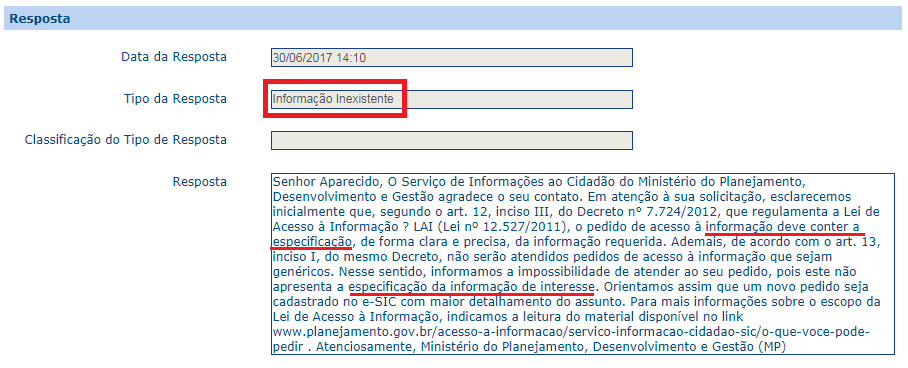 Resposta
Data da Resposta
30/06/2017 14:10
Tipo da Resposta
Informação Inexistente
Classificação do Tipo de Resposta
Resposta
Senhor Aparecido, O Serviço de Informações ao Cidadão do Ministério do Planejamento,
Desenvolvimento e Gestão agradece o seu contato. Em atenção à sua solicitação, esclarecemos
inicialmente que, segundo o art. 12, inciso III, do Decreto nº 7.724/2012, que regulamenta a Lei de
Acesso à Informação ? LAI (Lei nº 12.527/2011), o pedido de acesso à informação deve conter a
especificação, de forma clara e precisa, da informação requerida. Ademais, de acordo com o art. 13,
inciso I, do mesmo Decreto, não serão atendidos pedidos de acesso à informação que sejam
genéricos. Nesse sentido, informamos a impossibilidade de atender ao seu pedido, pois este não
apresenta a especificação da informação de interesse. Orientamos assim que um novo pedido seja
cadastrado no e-SIC com maior detalhamento do assunto. Para mais informações sobre o escopo da
Lei de Acesso à Informação, indicamos a leitura do material disponível no link
www.planejamento.gov.br/acesso-a-informacao/servico-informacao-cidadao-sic/o-que-voce-pode-
pedir . Atenciosamente, Ministério do Planejamento, Desenvolvimento e Gestão (MP)